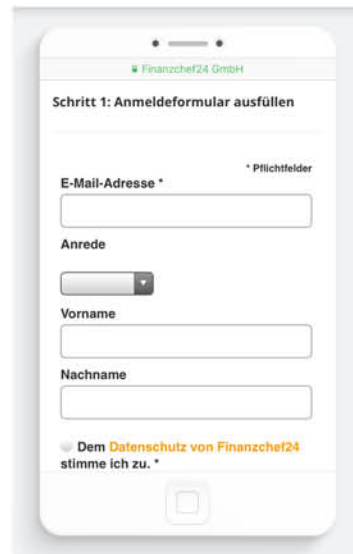 Finanzchef24 GmbH
Schritt 1: Anmeldeformular ausfüllen
* Pflichtfelder
E-Mail-Adresse *
Anrede
Vorname
Nachname
Dem Datenschutz von Finanzchef24
stimme ich zu. *